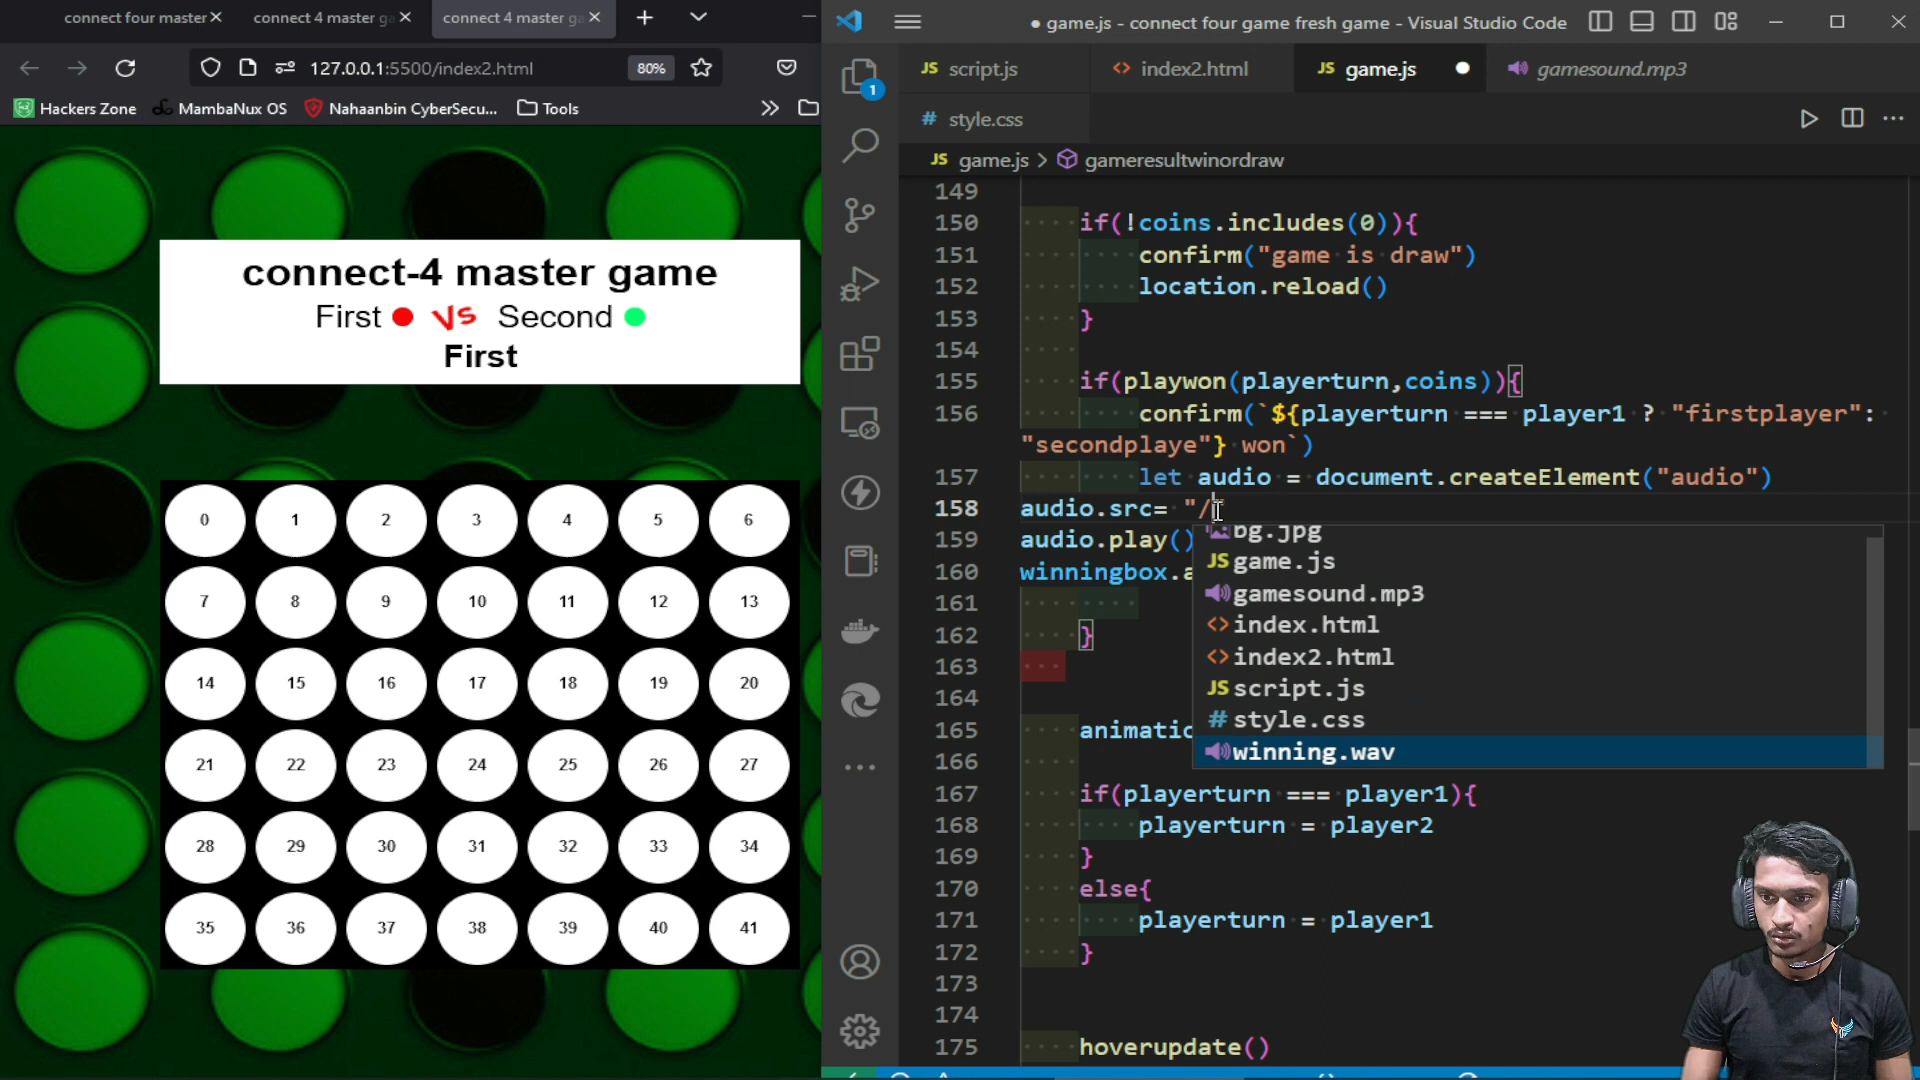 connect four master
connect 4 master ga
connect 4 master ga
127.0.0.1:5500/index2.html
80%
Hackers Zone
MambaNux OS
Nahaanbin CyberSecu...
Tools
connect-4 master game
First Vs Second
First
0 1 2 3 4 5 6
7 8 9 10 11 12 13
14 15 16 17 18 19 20
21 22 23 24 25 26 27
28 29 30 31 32 33 34
35 36 37 38 39 40 41
● game.js - connect four game fresh game - Visual Studio Code
JS script.js
<> index2.html
JS game.js
gamesound.mp3
# style.css
JS game.js > gameresultwinordraw
1
149
150 if(!coins.includes(0)){
151 confirm("game is draw")
152 location.reload()
153 }
154
155 if(playwon(playerturn,coins)){
156 confirm(`${playerturn === player1 ? "firstplayer":
"secondplaye"} won`)
157 let audio = document.createElement("audio")
158 audio.src= "/
159 audio.play()
160 winningbox.a
161
162 }
163
164
165 animatic
166
167 if(playerturn === player1){
168 playerturn = player2
169 }
170 else{
171 playerturn = player1
172 }
173
174
175 hoverupdate()
bg.jpg
JS game.js
gamesound.mp3
<> index.html
<> index2.html
JS script.js
# style.css
winning.wav